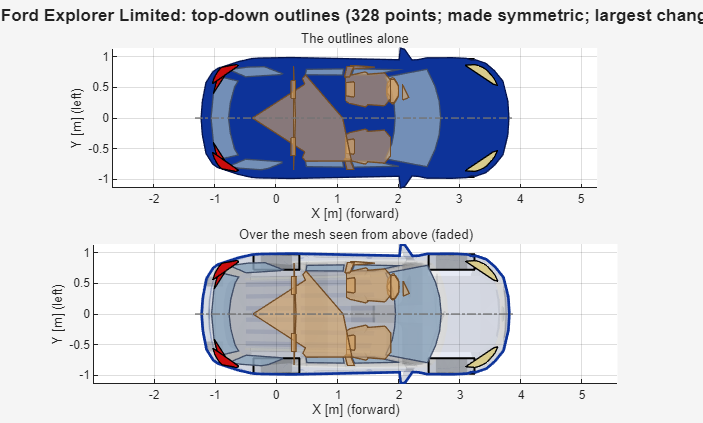 Ford Explorer Limited: top-down outlines (328 points; made symmetric; largest chang
The outlines alone
1
0.5
0
-0.5
-1
Y [m] (left)
-2 -1 0 1 2 3 4 5
X [m] (forward)
Over the mesh seen from above (faded)
1
0.5
0
-0.5
-1
Y [m] (left)
-2 -1 0 1 2 3 4 5
X [m] (forward)